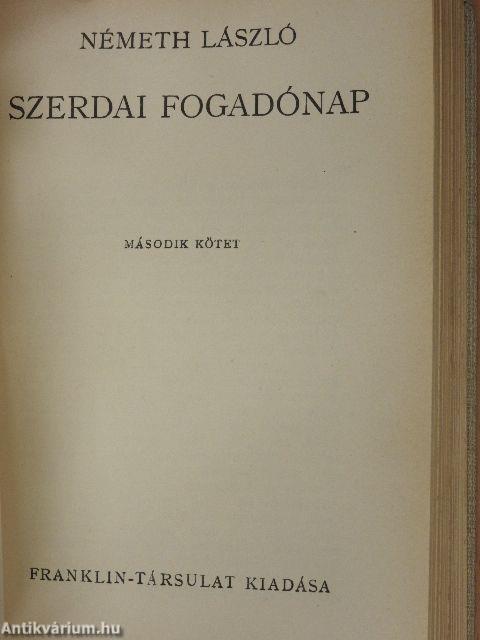 NÉMETH LÁSZLÓ
SZERDAI FOGADÓNAP
MÁSODIK KÖTET
FRANKLIN-TÁRSULAT KIADÁSA
Antikvárium.hu